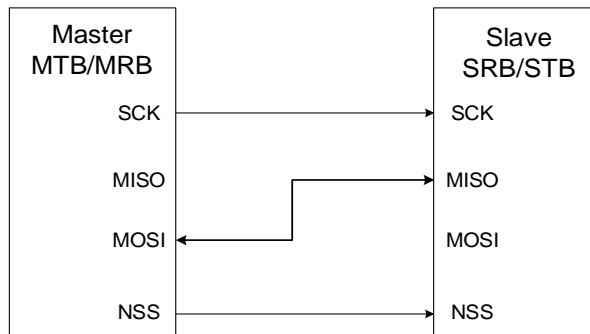 Master
MTB/MRB
SCK
MISO
MOSI
NSS
Slave
SRB/STB
SCK
MISO
MOSI
NSS